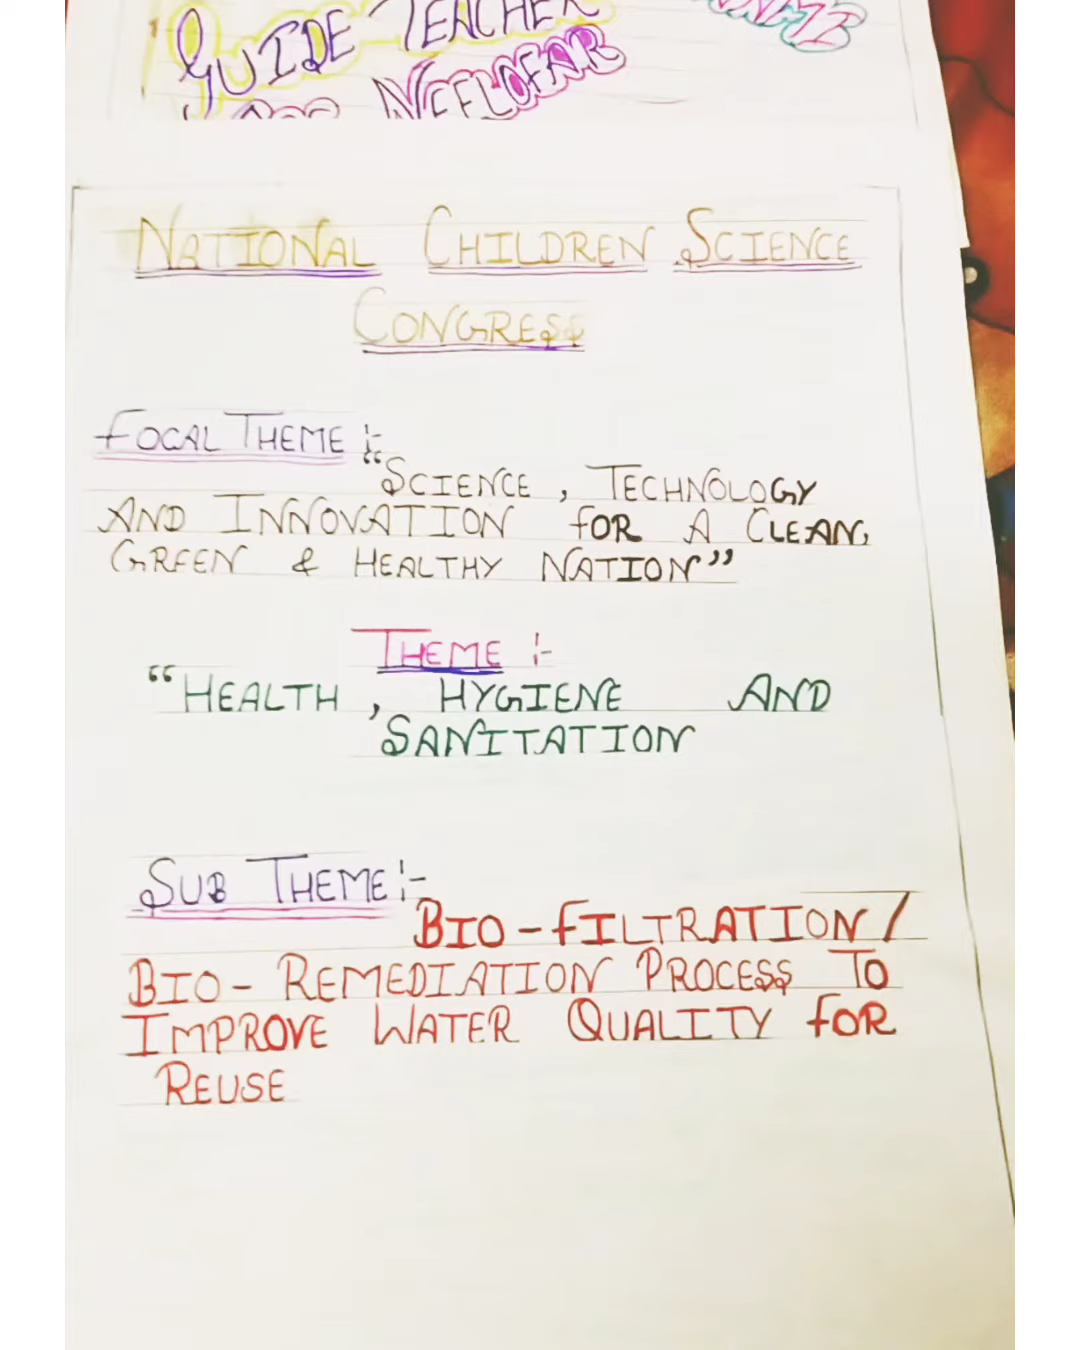 GUIDE TEACHER
NEELOFAR
NATIONAL CHILDREN SCIENCE
CONGRESS
FOCAL THEME :-
"SCIENCE , TECHNOLOGY
AND INNOVATION FOR A CLEAN,
GREEN & HEALTHY NATION"
THEME :-
"HEALTH , HYGIENE AND
SANITATION
SUB THEME :-
BIO - FILTRATION /
BIO - REMEDIATION PROCESS TO
IMPROVE WATER QUALITY FOR
REUSE